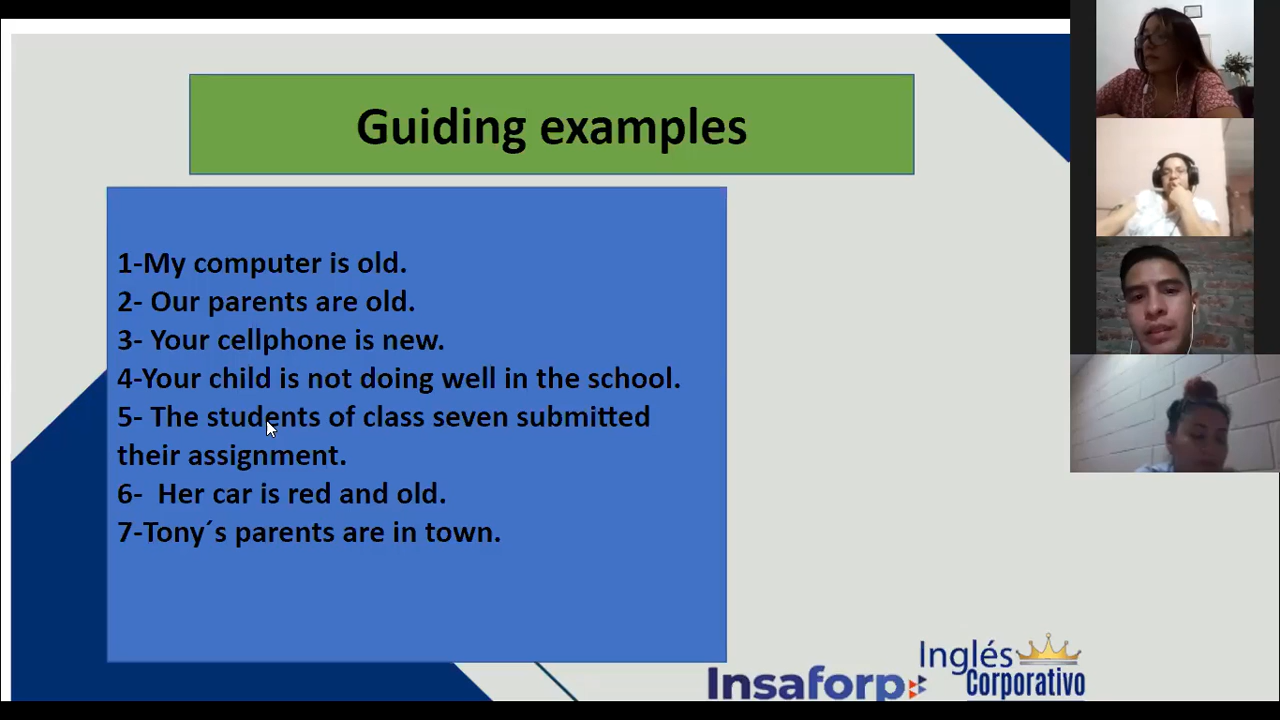 Guiding examples
1-My computer is old.
2- Our parents are old.
3- Your cellphone is new.
4-Your child is not doing well in the school.
5- The students of class seven submitted
their assignment.
6-  Her car is red and old.
7-Tony´s parents are in town.
Insaforp
Inglés
Corporativo